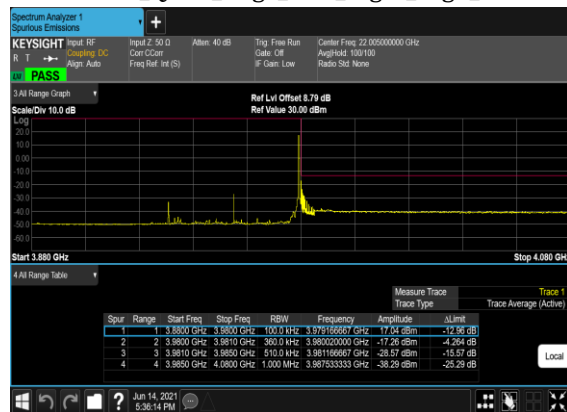 Spectrum Analyzer 1
Spurious Emissions
+
KEYSIGHT Input: RF Input Z: 50 Ω Atten: 40 dB Trig: Free Run Center Freq: 22.005000000 GHz
R T Coupling: DC Corr CCorr Gate: Off Avg|Hold: 100/100
Align: Auto Freq Ref: Int (S) IF Gain: Low Radio Std: None
LW PASS
3 All Range Graph
Ref Lvl Offset 8.79 dB
Scale/Div 10.0 dB Ref Value 30.00 dBm
Log
20.0
10.0
0.00
-10.0
-20.0
-30.0
-40.0
-50.0
-60.0
Start 3.880 GHz Stop 4.080 GHz
4 All Range Table
Measure Trace Trace 1
Trace Type Trace Average (Active)
Spur Range Start Freq Stop Freq RBW Frequency Amplitude ΔLimit
1 1 3.8800 GHz 3.9800 GHz 100.0 kHz 3.979166667 GHz 17.04 dBm -12.96 dB
2 2 3.9800 GHz 3.9810 GHz 360.0 kHz 3.980020000 GHz -17.26 dBm -4.264 dB
3 3 3.9810 GHz 3.9850 GHz 510.0 kHz 3.981166667 GHz -28.57 dBm -15.57 dB
4 4 3.9850 GHz 4.0800 GHz 1.000 MHz 3.987533333 GHz -38.29 dBm -25.29 dB
Local
? Jun 14, 2021
5:36:14 PM